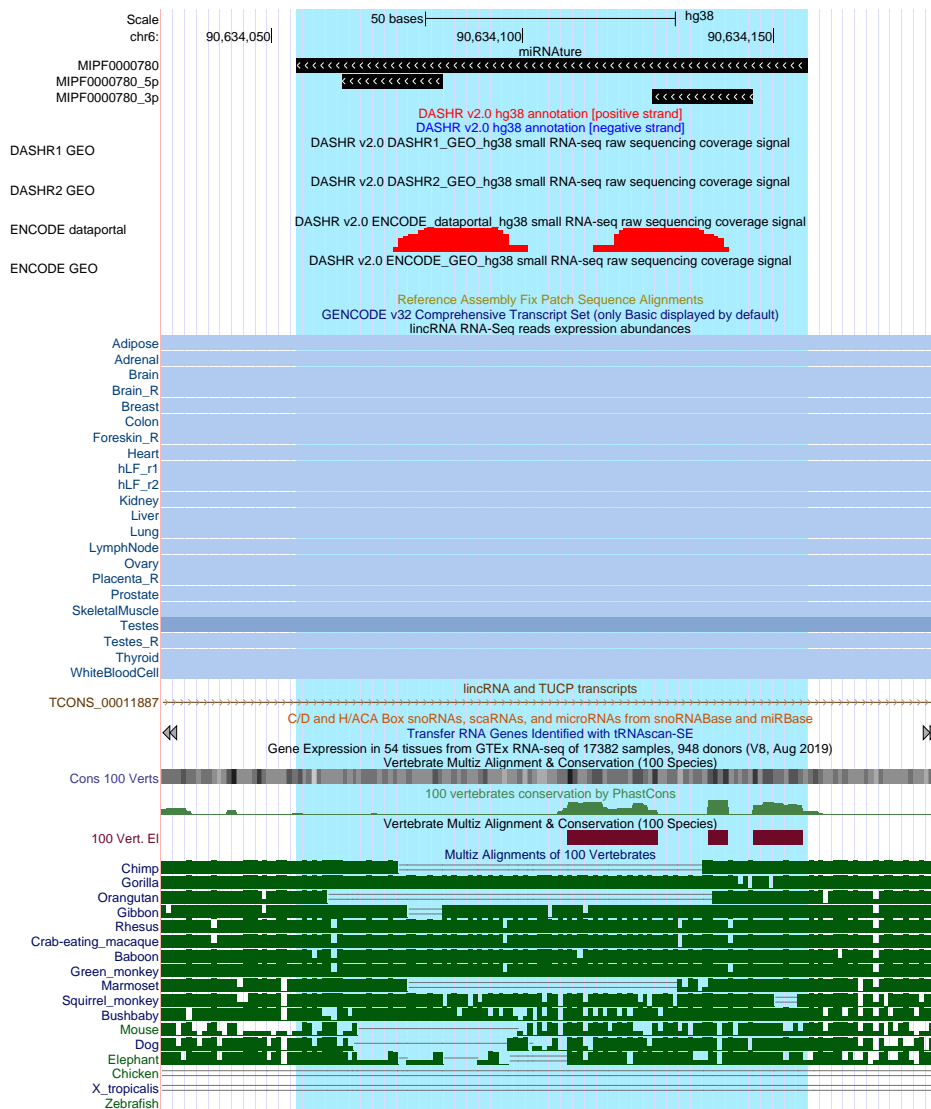 Scale 50 bases hg38
chr6: 90,634,050 90,634,100 90,634,150
miRNAture
MIPF0000780
MIPF0000780_5p
MIPF0000780_3p
DASHR v2.0 hg38 annotation [positive strand]
DASHR v2.0 hg38 annotation [negative strand]
DASHR v2.0 DASHR1_GEO_hg38 small RNA-seq raw sequencing coverage signal
DASHR1 GEO
DASHR v2.0 DASHR2_GEO_hg38 small RNA-seq raw sequencing coverage signal
DASHR2 GEO
DASHR v2.0 ENCODE_dataportal_hg38 small RNA-seq raw sequencing coverage signal
ENCODE dataportal
DASHR v2.0 ENCODE_GEO_hg38 small RNA-seq raw sequencing coverage signal
ENCODE GEO
Reference Assembly Fix Patch Sequence Alignments
GENCODE v32 Comprehensive Transcript Set (only Basic displayed by default)
lincRNA RNA-Seq reads expression abundances
Adipose
Adrenal
Brain
Brain_R
Breast
Colon
Foreskin_R
Heart
hLF_r1
hLF_r2
Kidney
Liver
Lung
LymphNode
Ovary
Placenta_R
Prostate
SkeletalMuscle
Testes
Testes_R
Thyroid
WhiteBloodCell
lincRNA and TUCP transcripts
TCONS_00011887
C/D and H/ACA Box snoRNAs, scaRNAs, and microRNAs from snoRNABase and miRBase
Transfer RNA Genes Identified with tRNAscan-SE
Gene Expression in 54 tissues from GTEx RNA-seq of 17382 samples, 948 donors (V8, Aug 2019)
Vertebrate Multiz Alignment & Conservation (100 Species)
Cons 100 Verts
100 vertebrates conservation by PhastCons
Vertebrate Multiz Alignment & Conservation (100 Species)
100 Vert. El
Multiz Alignments of 100 Vertebrates
Chimp
Gorilla
Orangutan
Gibbon
Rhesus
Crab-eating_macaque
Baboon
Green_monkey
Marmoset
Squirrel_monkey
Bushbaby
Mouse
Dog
Elephant
Chicken
X_tropicalis
Zebrafish